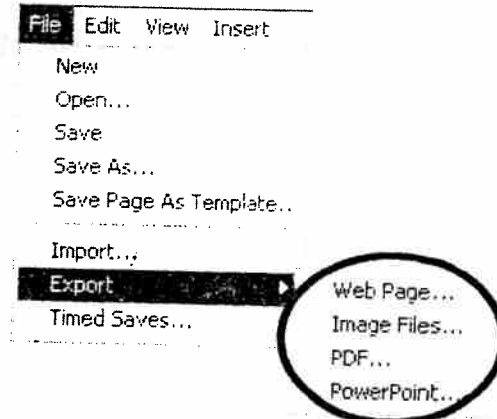 File Edit View Insert
New
Open...
Save
Save As...
Save Page As Template..
Import...
Export
Timed Saves...
Web Page...
Image Files...
PDF...
PowerPoint...